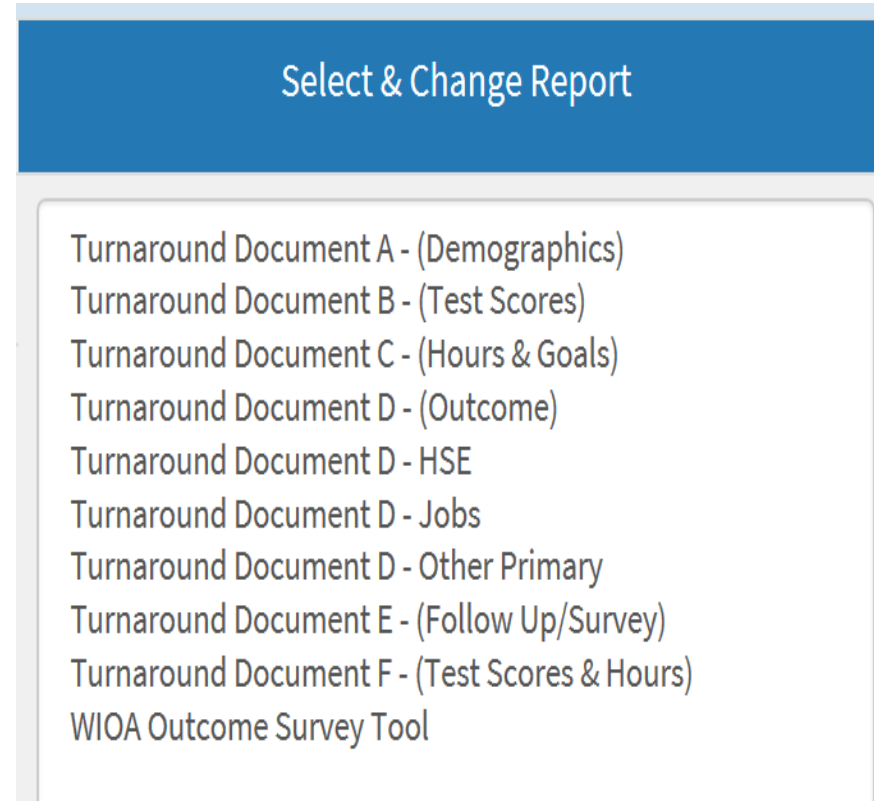 Select & Change Report
Turnaround Document A - (Demographics)
Turnaround Document B - (Test Scores)
Turnaround Document C - (Hours & Goals)
Turnaround Document D - (Outcome)
Turnaround Document D - HSE
Turnaround Document D - Jobs
Turnaround Document D - Other Primary
Turnaround Document E - (Follow Up/Survey)
Turnaround Document F - (Test Scores & Hours)
WIOA Outcome Survey Tool